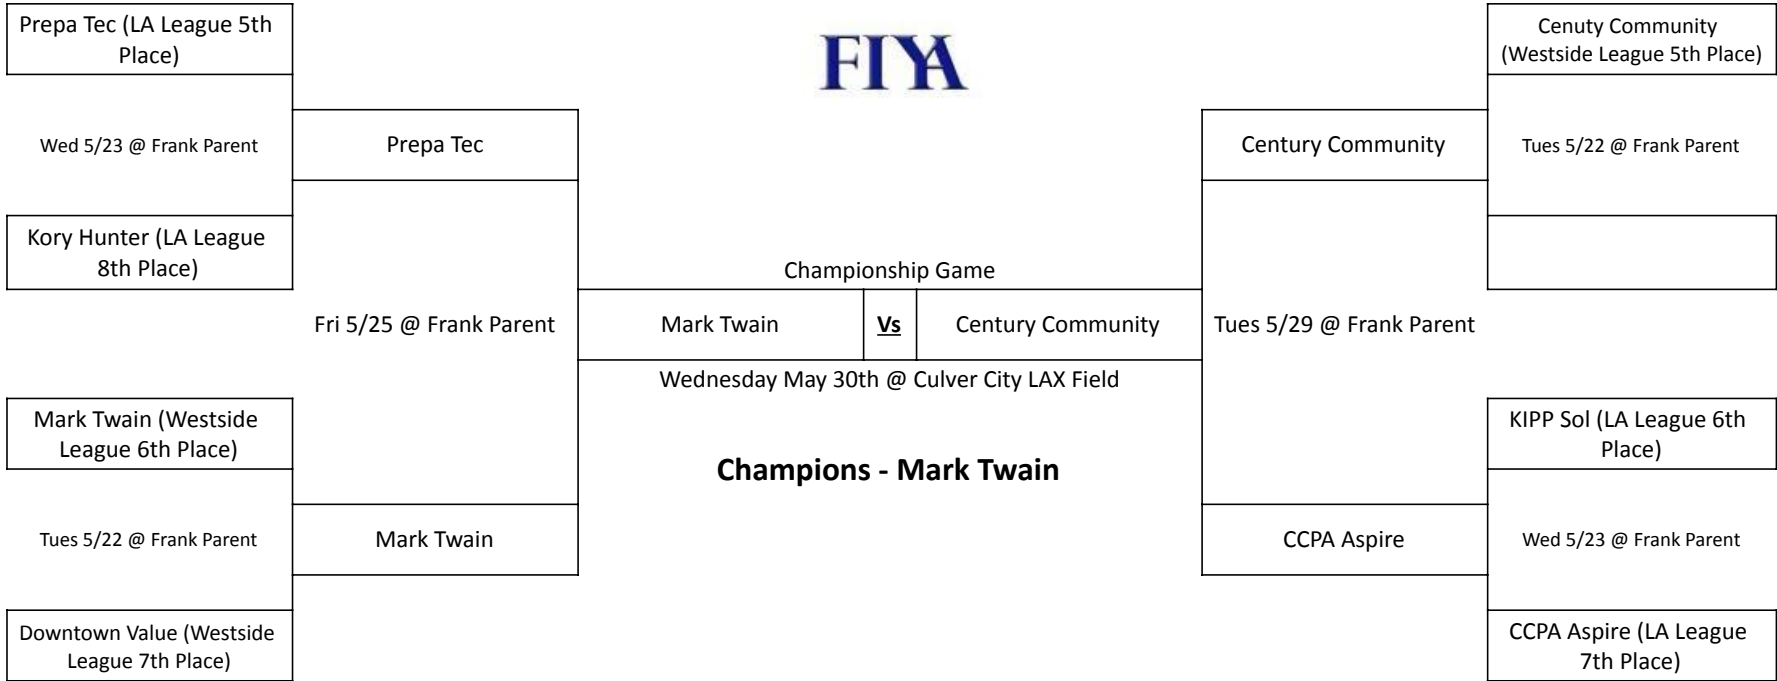 Prepa Tec (LA League 5th
Place)
Wed 5/23 @ Frank Parent
Kory Hunter (LA League
8th Place)
Mark Twain (Westside
League 6th Place)
Tues 5/22 @ Frank Parent
Downtown Value (Westside
League 7th Place)
Prepa Tec
Fri 5/25 @ Frank Parent
Mark Twain
FIYA
Championship Game
Mark Twain
Vs
Century Community
Wednesday May 30th @ Culver City LAX Field
Champions - Mark Twain
Century Community
Tues 5/29 @ Frank Parent
CCPA Aspire
Cenuty Community
(Westside League 5th Place)
Tues 5/22 @ Frank Parent
KIPP Sol (LA League 6th
Place)
Wed 5/23 @ Frank Parent
CCPA Aspire (LA League
7th Place)